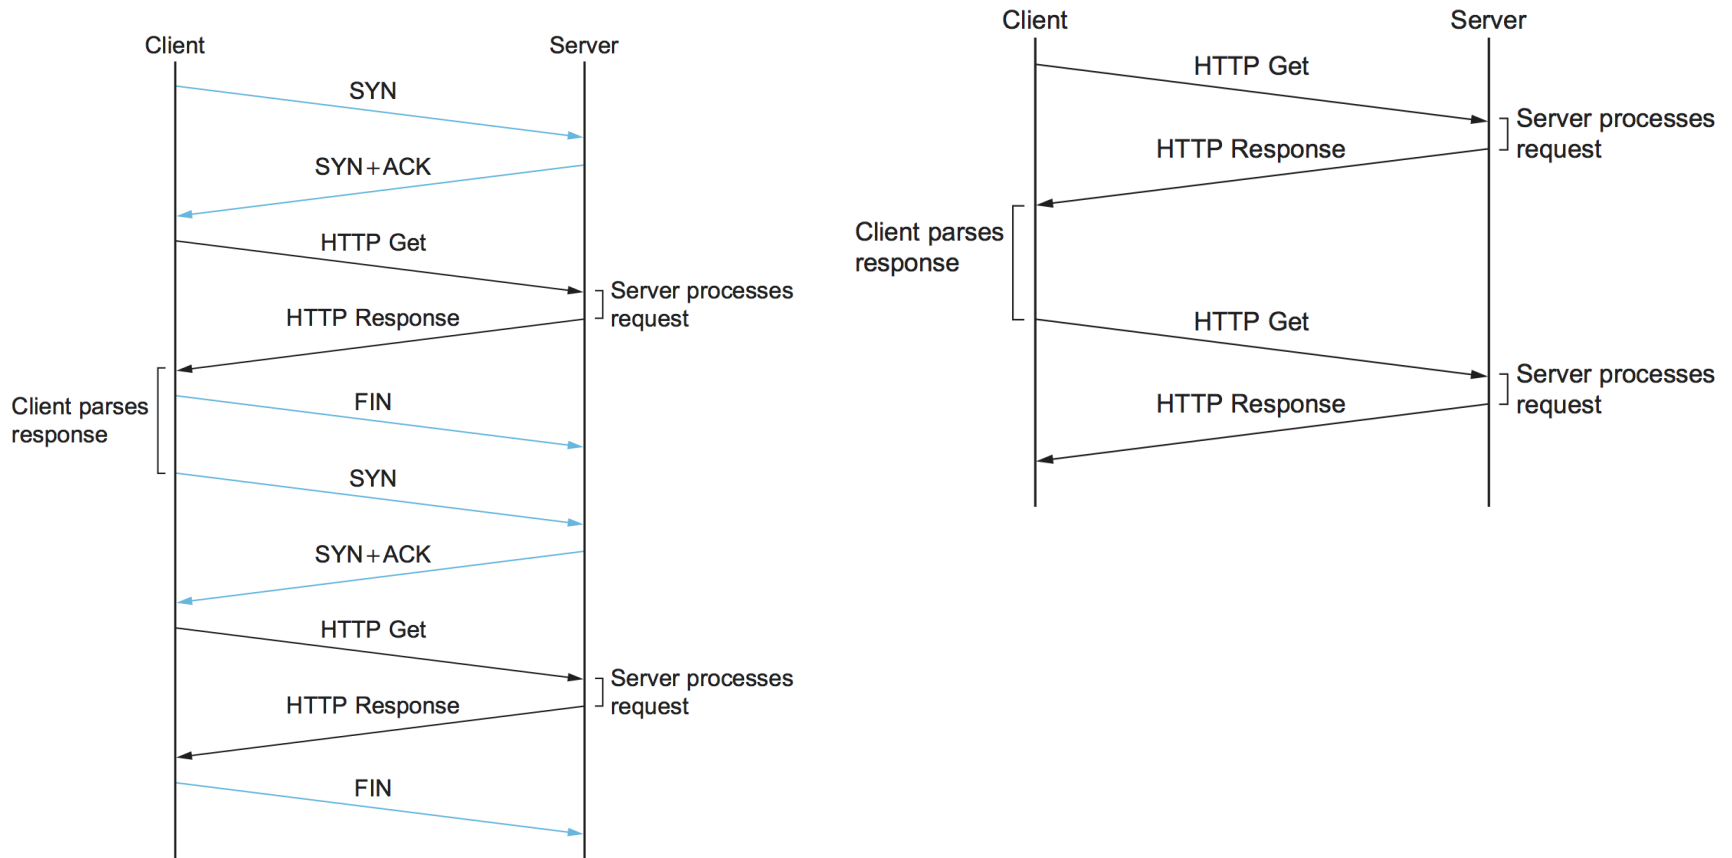 Client
Server
SYN
SYN+ACK
HTTP Get
Server processes
request
HTTP Response
Client parses
response
FIN
SYN
SYN+ACK
HTTP Get
Server processes
request
HTTP Response
FIN
Client
Server
HTTP Get
Server processes
request
HTTP Response
Client parses
response
HTTP Get
Server processes
request
HTTP Response